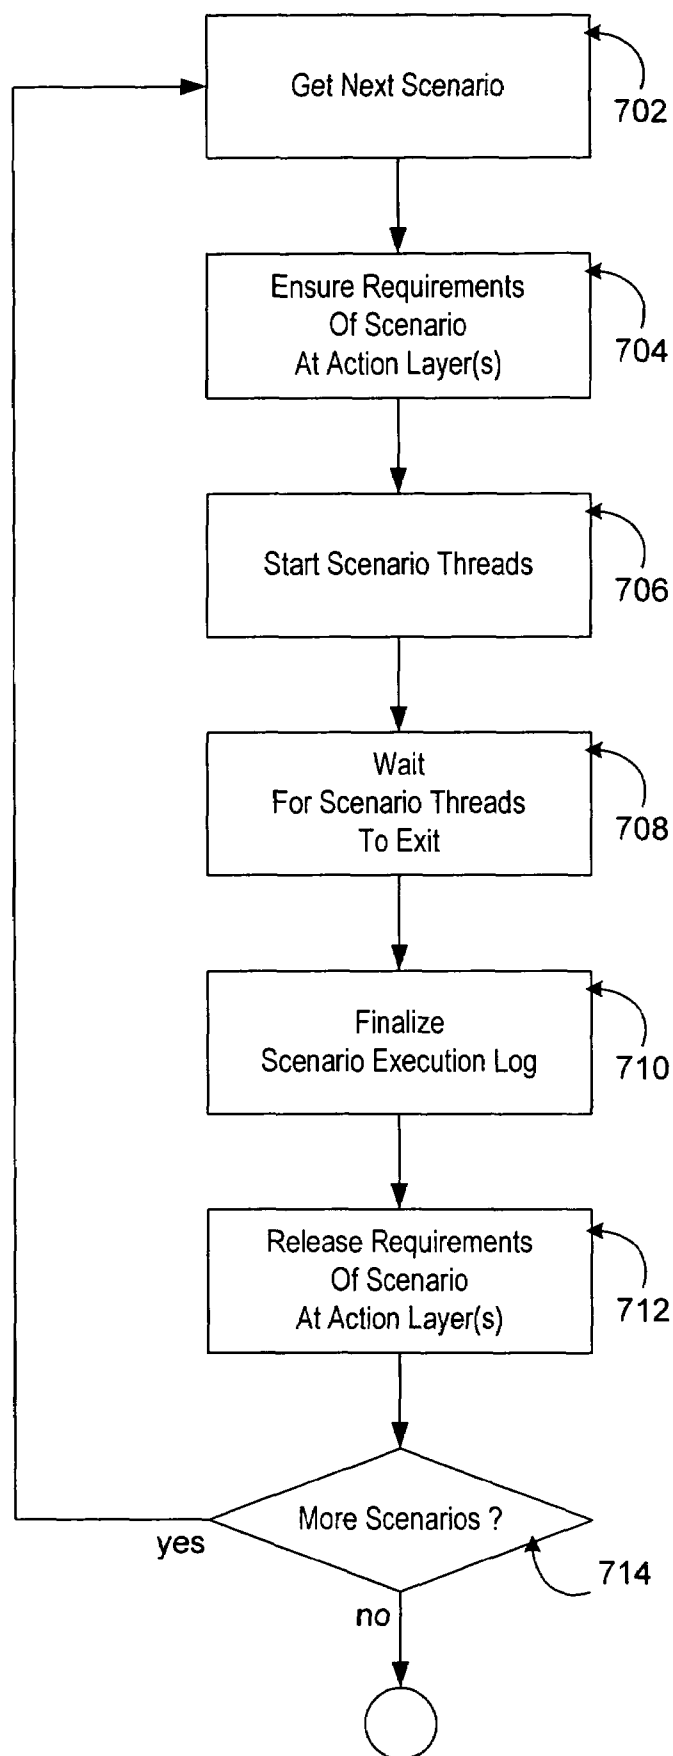 Get Next Scenario
702
Ensure Requirements
Of Scenario
At Action Layer(s)
704
Start Scenario Threads
706
Wait
For Scenario Threads
To Exit
708
Finalize
Scenario Execution Log
710
Release Requirements
Of Scenario
At Action Layer(s)
712
More Scenarios ?
yes
714
no